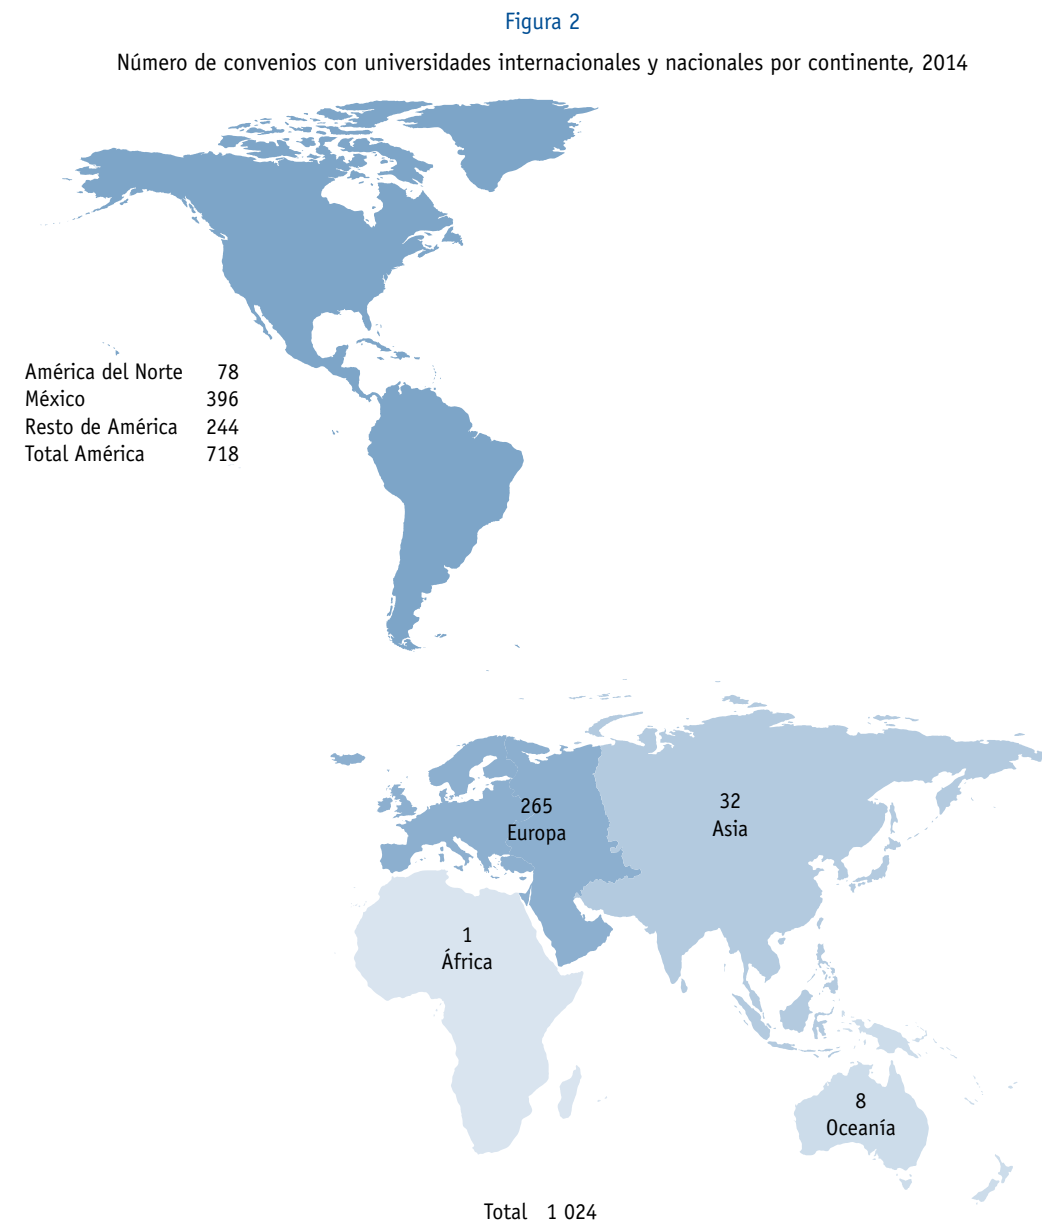 Figura 2
Número de convenios con universidades internacionales y nacionales por continente, 2014
América del Norte 78
México 396
Resto de América 244
Total América 718
265
Europa
32
Asia
1
África
8
Oceanía
Total 1 024